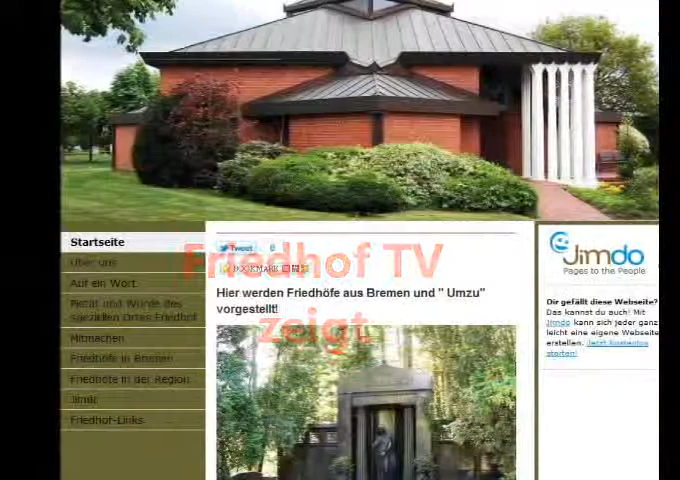 Startseite
Über uns
Auf ein Wort
Pietät und Würde des
speziellen Ortes Friedhof
Mitmachen
Friedhöfe in Bremen
Friedhöfe in der Region
Jimdo
Friedhof-Links
Tweet 0
BOOKMARK
Friedhof TV
Hier werden Friedhöfe aus Bremen und " Umzu"
vorgestellt!
zeigt
Jimdo
Pages to the People
Dir gefällt diese Webseite?
Das kannst du auch! Mit
Jimdo kann sich jeder ganz
leicht eine eigene Webseite
erstellen. Jetzt kostenlos
starten!